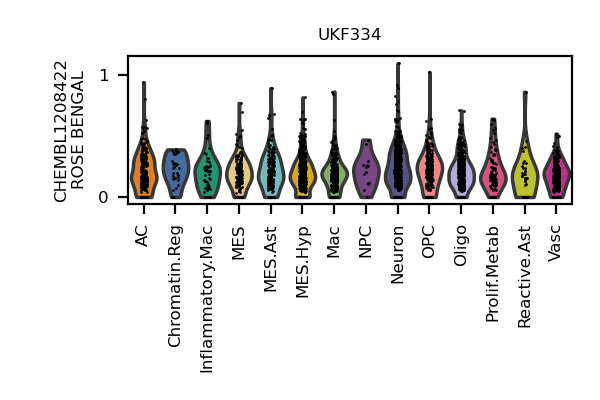 UKF334
CHEMBL1208422
ROSE BENGAL
1
0
AC
Chromatin.Reg
Inflammatory.Mac
MES
MES.Ast
MES.Hyp
Mac
NPC
Neuron
OPC
Oligo
Prolif.Metab
Reactive.Ast
Vasc